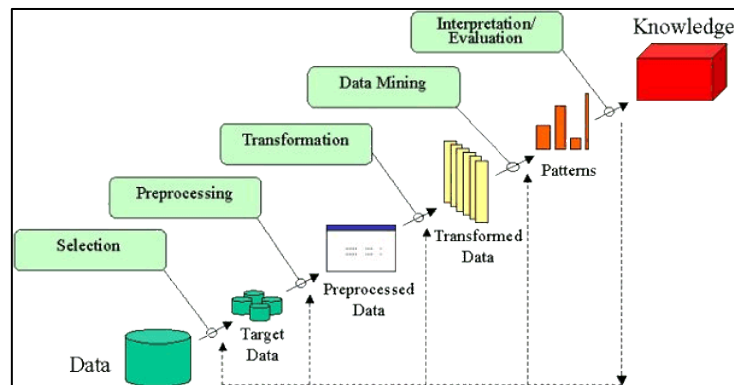 Interpretation/
Evaluation
Knowledge
Data Mining
Transformation
Patterns
Preprocessing
Transformed
Data
Selection
Preprocessed
Data
Target
Data
Data